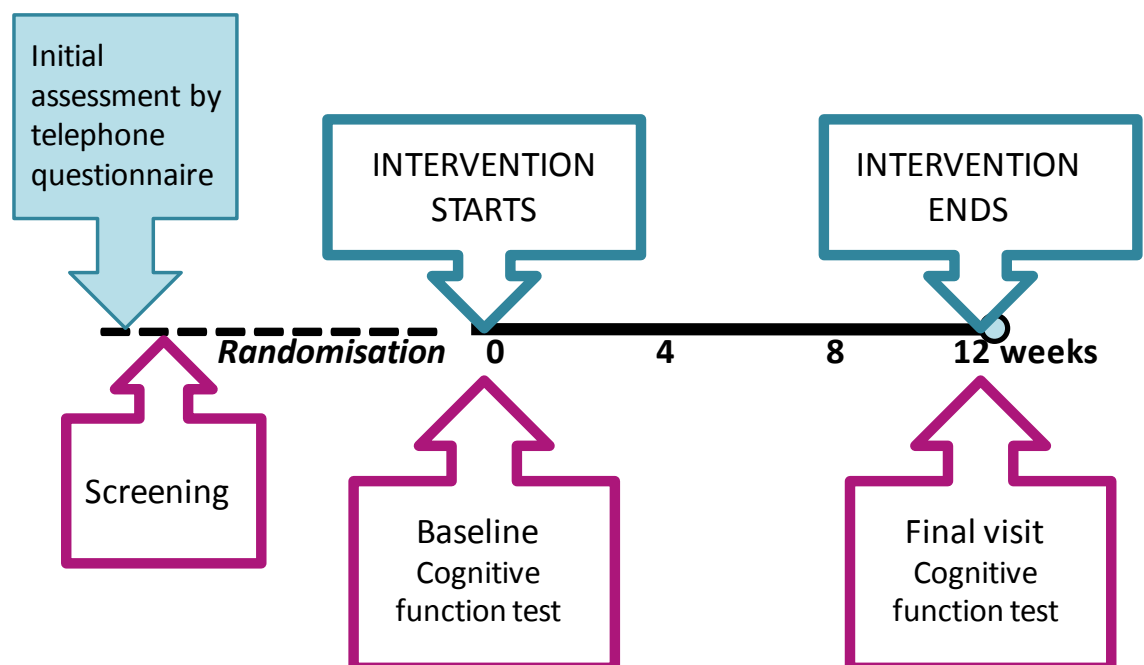 Initial
assessment by
telephone
questionnaire
INTERVENTION
STARTS
INTERVENTION
ENDS
Randomisation 0 4 8 12 weeks
Screening
Baseline
Cognitive
function test
Final visit
Cognitive
function test